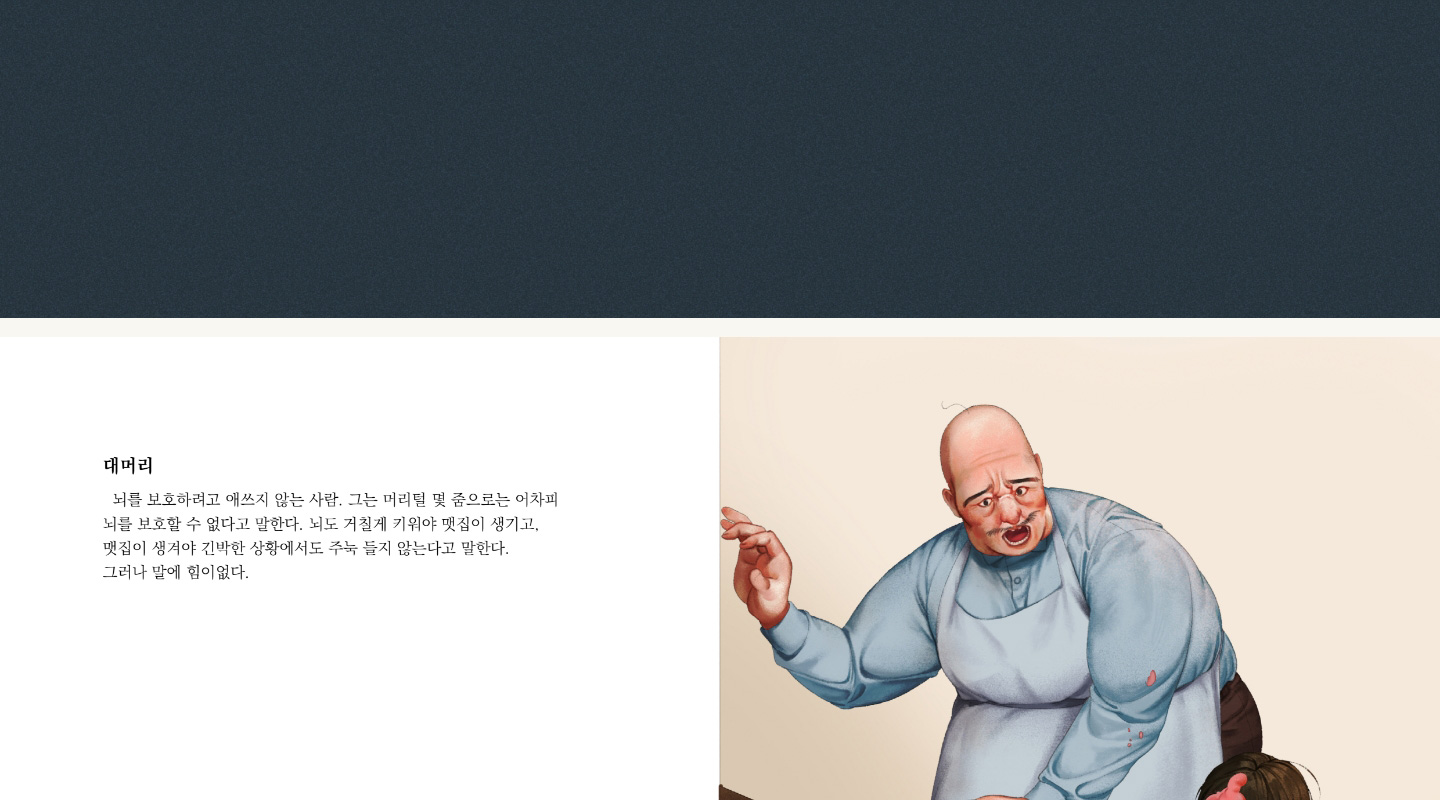 대머리
뇌를 보호하려고 애쓰지 않는 사람. 그는 머리털 몇 줌으로는 어차피
뇌를 보호할 수 없다고 말한다. 뇌도 거칠게 키워야 맷집이 생기고,
맷집이 생겨야 긴박한 상황에서도 주눅 들지 않는다고 말한다.
그러나 말에 힘이없다.